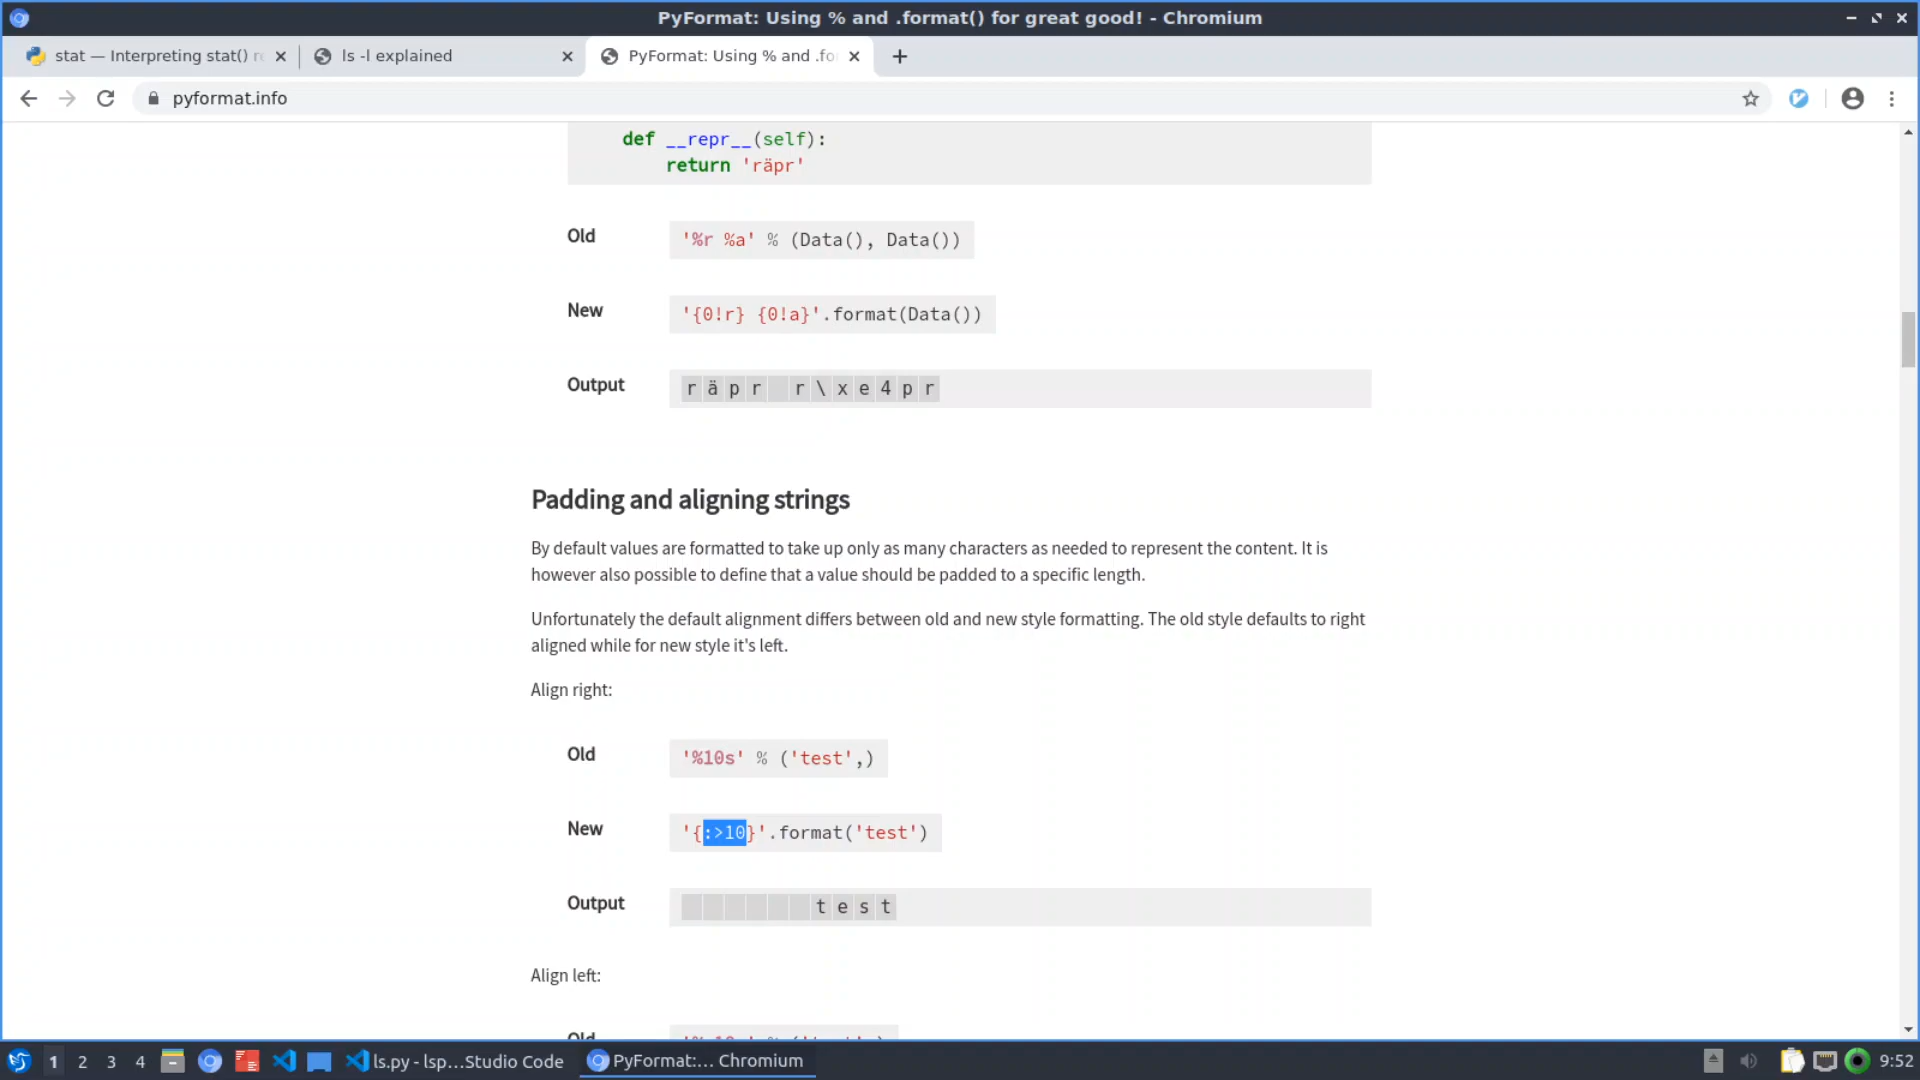 PyFormat: Using % and .format() for great good! - Chromium
stat — Interpreting stat() r
ls -l explained
PyFormat: Using % and .fo
pyformat.info
def __repr__(self):
return 'räpr'
Old
'%r %a' % (Data(), Data())
New
'{0!r} {0!a}'.format(Data())
Output
räpr r\xe4pr
Padding and aligning strings
By default values are formatted to take up only as many characters as needed to represent the content. It is
however also possible to define that a value should be padded to a specific length.
Unfortunately the default alignment differs between old and new style formatting. The old style defaults to right
aligned while for new style it's left.
Align right:
Old
'%10s' % ('test',)
New
'{:>10}'.format('test')
Output
test
Align left:
Old
1 2 3 4 ls.py - lsp...Studio Code PyFormat:... Chromium 9:52